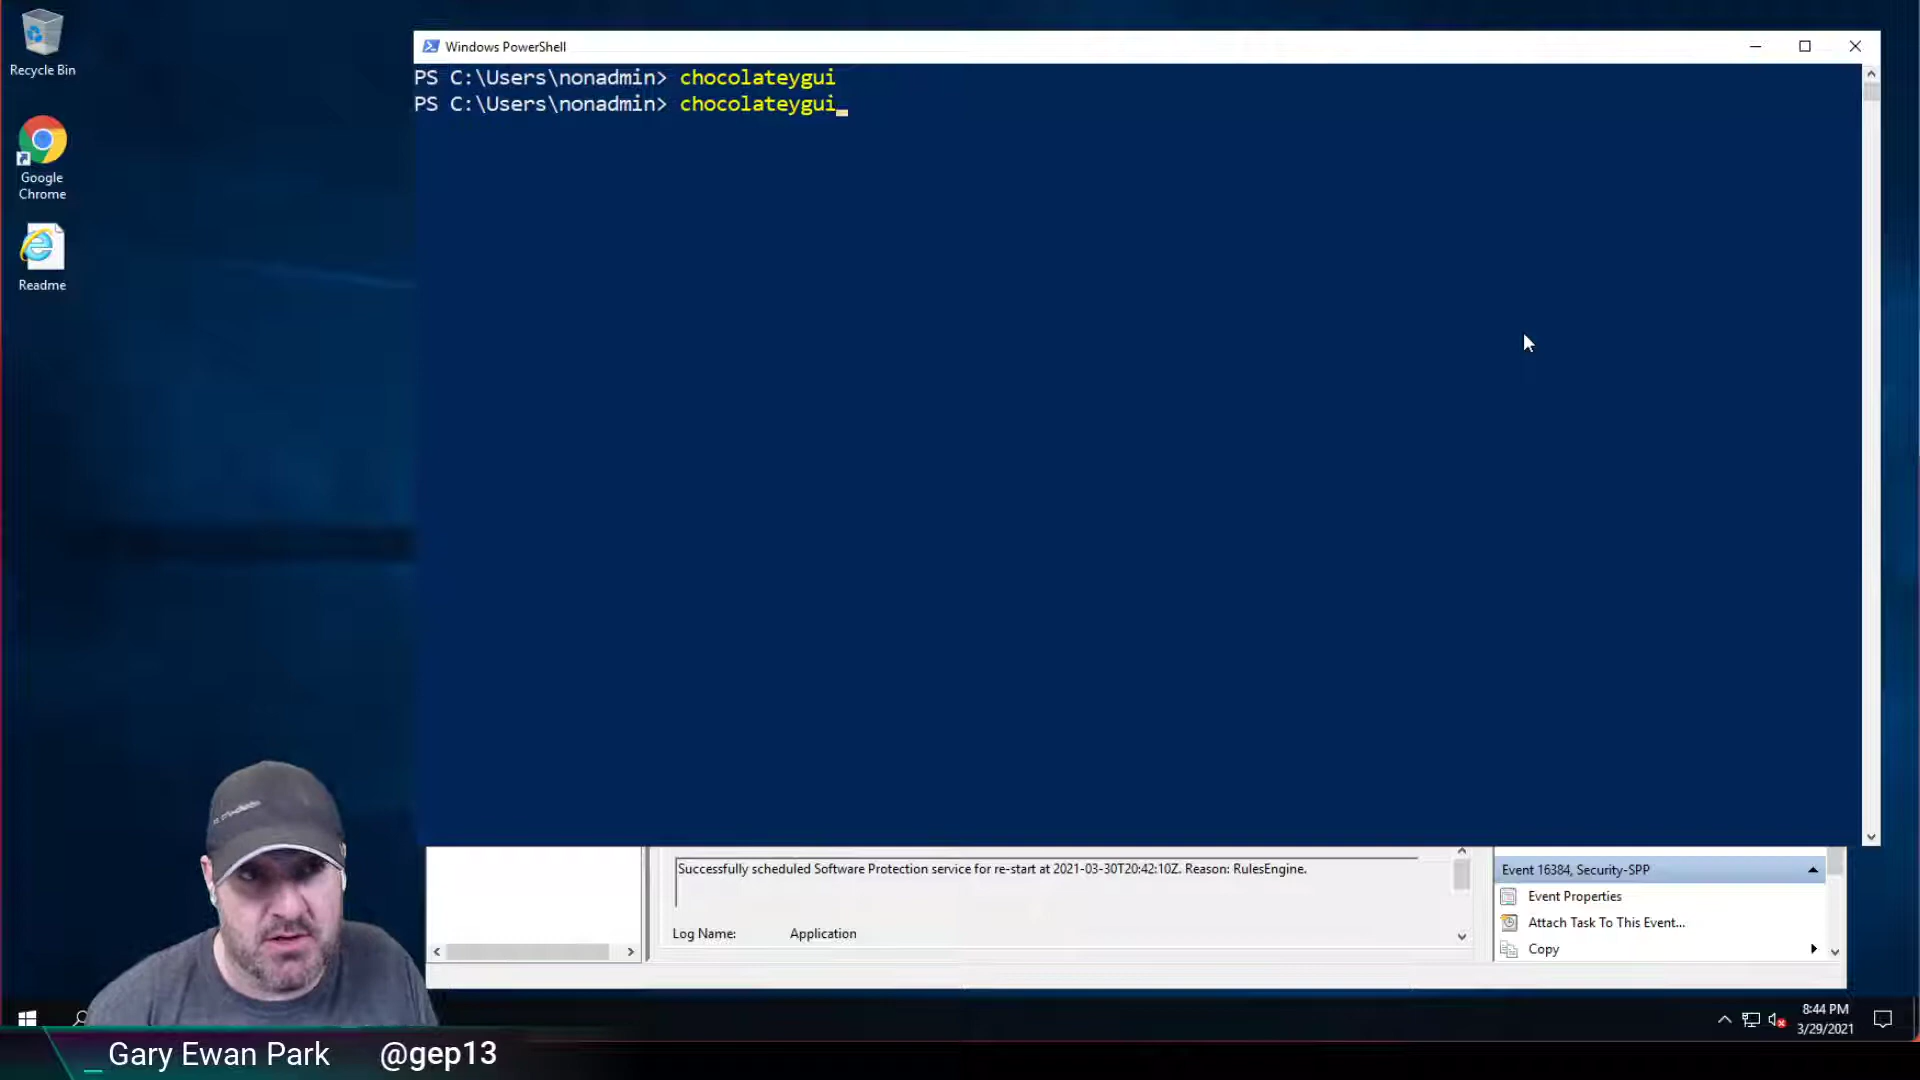 Recycle Bin
Google
Chrome
Readme
Windows PowerShell
PS C:\Users\nonadmin> chocolateygui
PS C:\Users\nonadmin> chocolateygui
Successfully scheduled Software Protection service for re-start at 2021-03-30T20:42:10Z. Reason: RulesEngine.
Log Name: Application
Event 16384, Security-SPP
Event Properties
Attach Task To This Event...
Copy
8:44 PM
3/29/2021
_ Gary Ewan Park @gep13